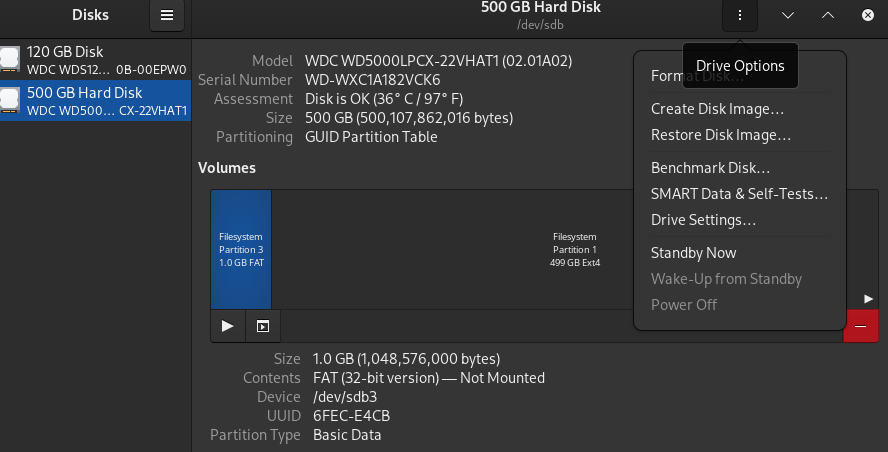 Disks
500 GB Hard Disk
/dev/sdb
120 GB Disk
WDC WDS12... 0B-00EPW0
500 GB Hard Disk
WDC WD500... CX-22VHAT1
Model WDC WD5000LPCX-22VHAT1 (02.01A02)
Serial Number WD-WXC1A182VCK6
Assessment Disk is OK (36° C / 97° F)
Size 500 GB (500,107,862,016 bytes)
Partitioning GUID Partition Table
Volumes
Filesystem
Partition 3
1.0 GB FAT
Filesystem
Partition 1
499 GB Ext4
Size 1.0 GB (1,048,576,000 bytes)
Contents FAT (32-bit version) — Not Mounted
Device /dev/sdb3
UUID 6FEC-E4CB
Partition Type Basic Data
Drive Options
Format Disk...
Create Disk Image...
Restore Disk Image...
Benchmark Disk...
SMART Data & Self-Tests...
Drive Settings...
Standby Now
Wake-Up from Standby
Power Off